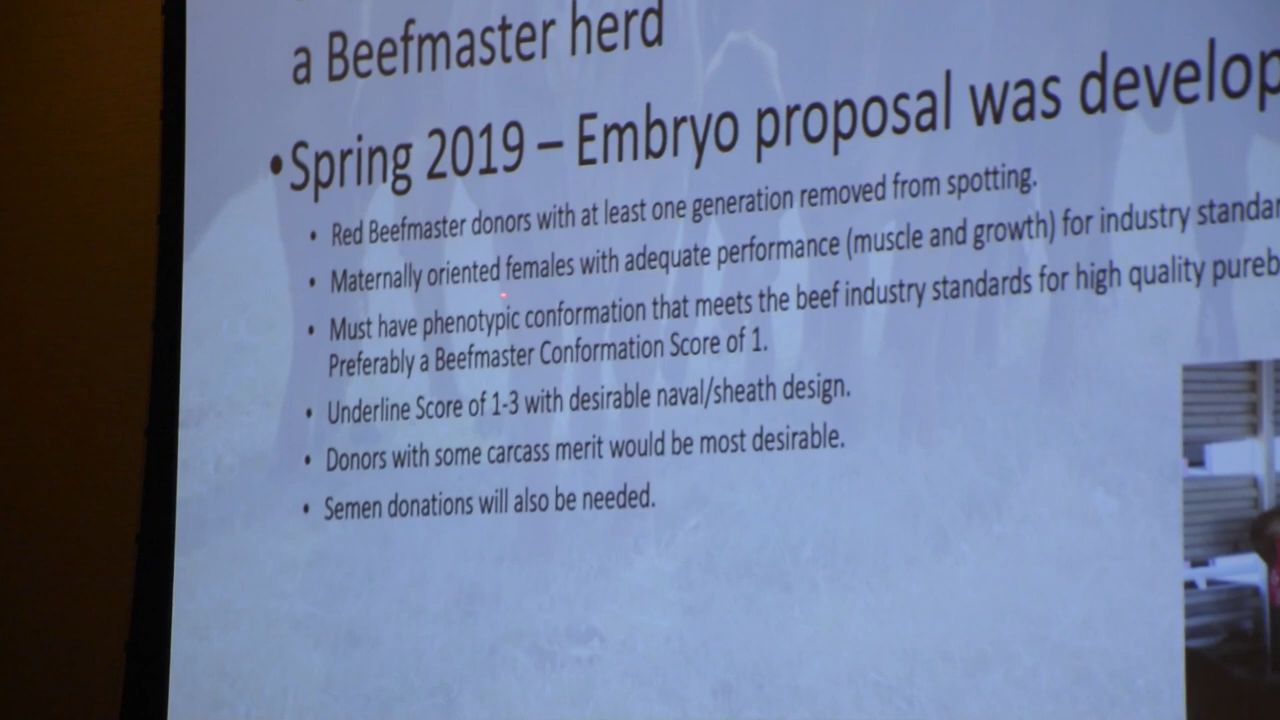 a Beefmaster herd
• Spring 2019 – Embryo proposal was develop
• Red Beefmaster donors with at least one generation removed from spotting.
• Maternally oriented females with adequate performance (muscle and growth) for industry standar
• Must have phenotypic conformation that meets the beef industry standards for high quality pureb
Preferably a Beefmaster Conformation Score of 1.
• Underline Score of 1-3 with desirable naval/sheath design.
• Donors with some carcass merit would be most desirable.
• Semen donations will also be needed.